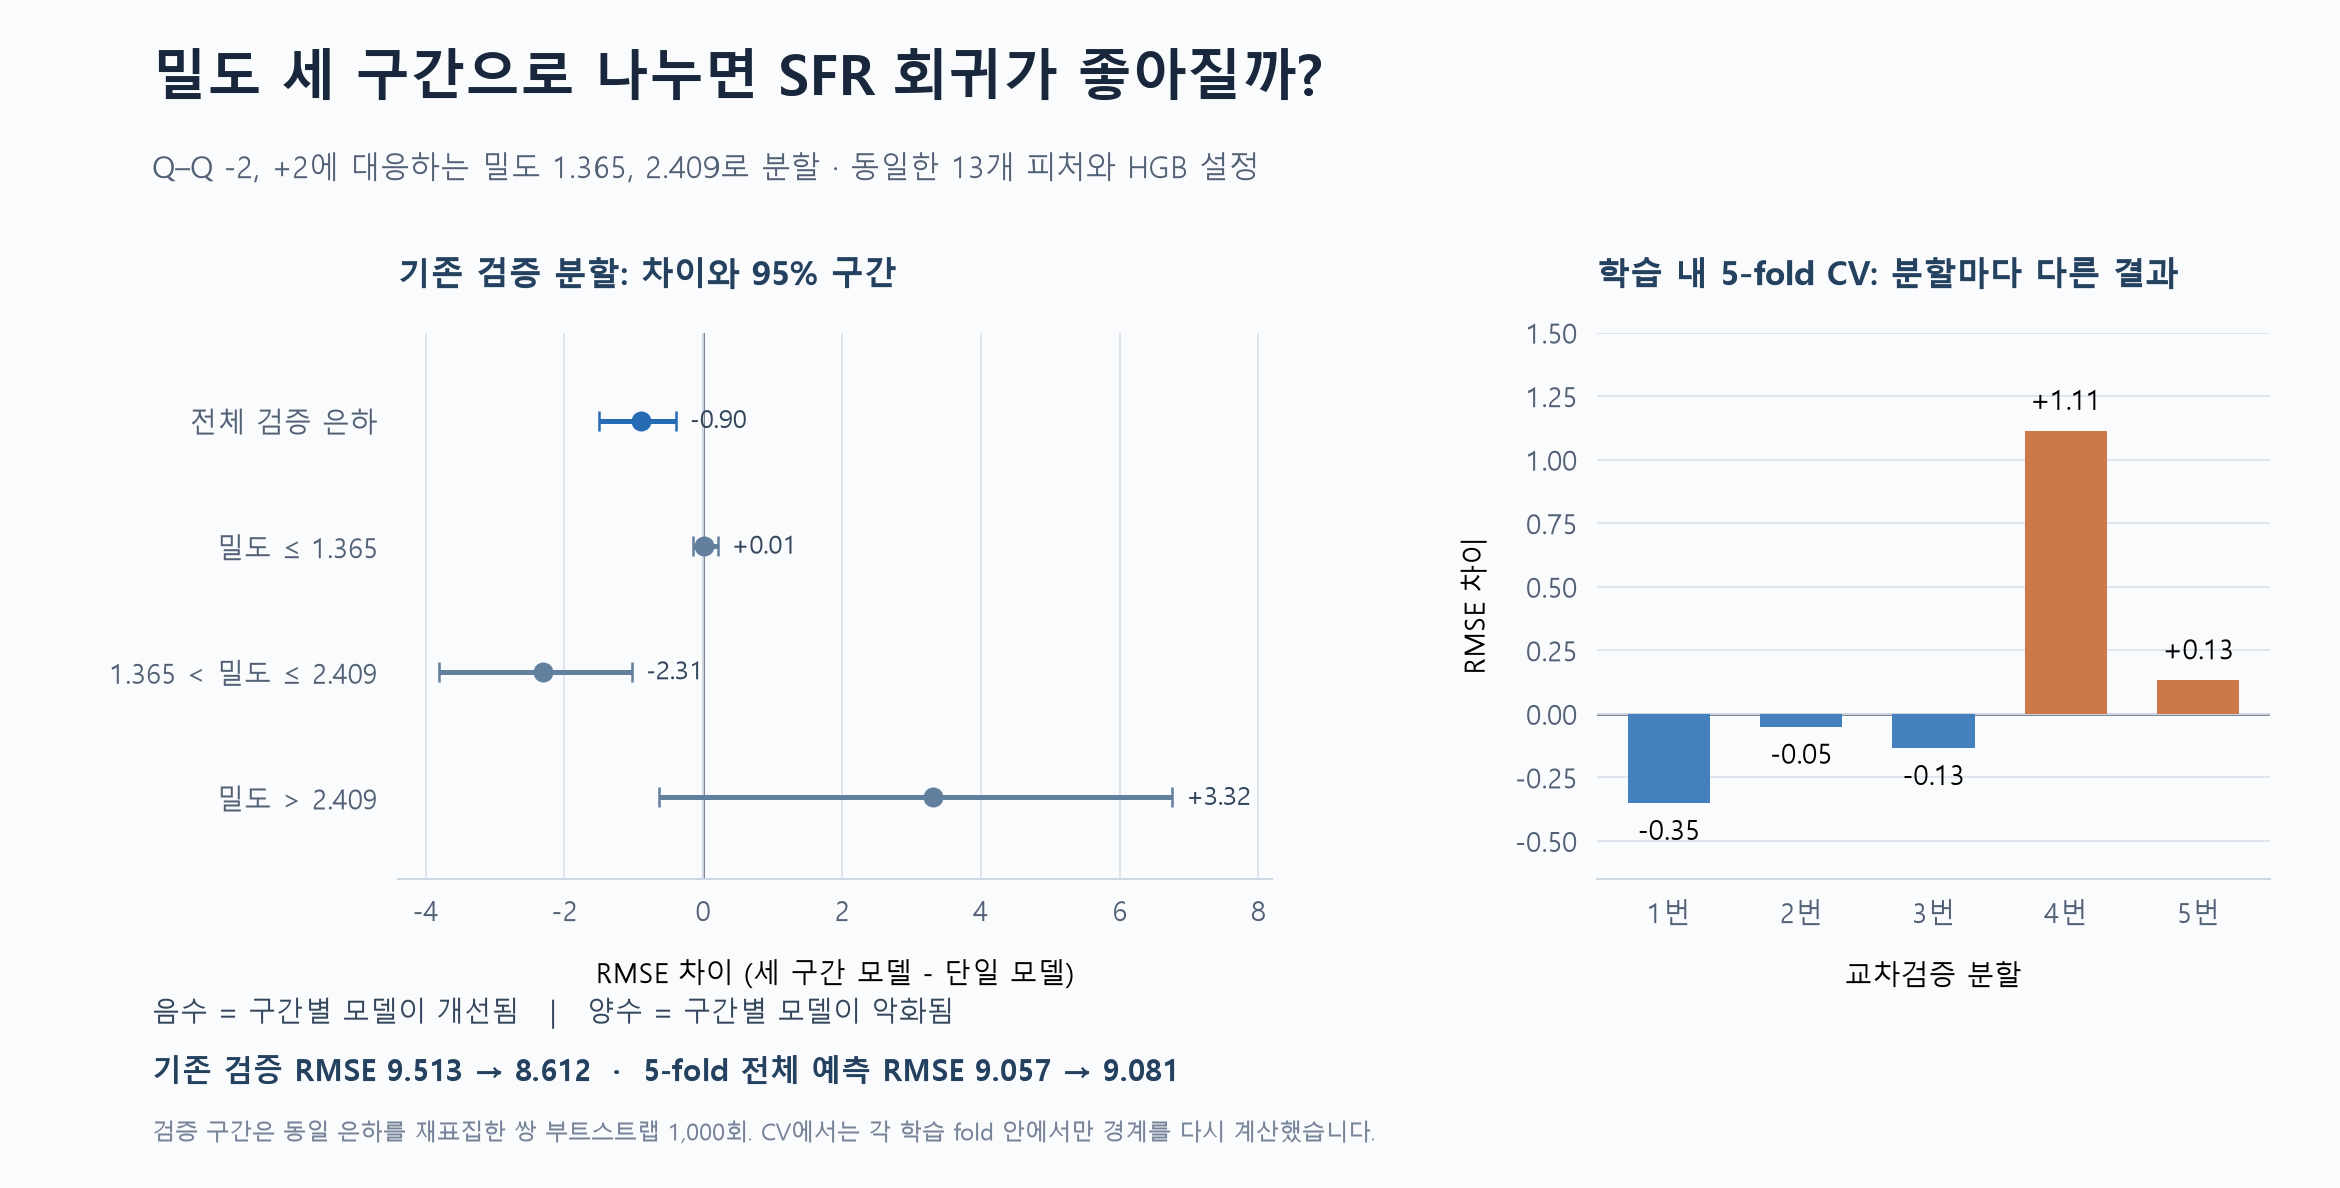 밀도 세 구간으로 나누면 SFR 회귀가 좋아질까?
Q–Q -2, +2에 대응하는 밀도 1.365, 2.409로 분할 · 동일한 13개 피처와 HGB 설정
기존 검증 분할: 차이와 95% 구간
전체 검증 은하
-0.90
밀도 ≤ 1.365
+0.01
1.365 < 밀도 ≤ 2.409
-2.31
밀도 > 2.409
+3.32
-4 -2 0 2 4 6 8
RMSE 차이 (세 구간 모델 - 단일 모델)
학습 내 5-fold CV: 분할마다 다른 결과
RMSE 차이
1.50
1.25
1.00
0.75
0.50
0.25
0.00
-0.25
-0.50
-0.35
-0.05
-0.13
+1.11
+0.13
1번 2번 3번 4번 5번
교차검증 분할
음수 = 구간별 모델이 개선됨 | 양수 = 구간별 모델이 악화됨
기존 검증 RMSE 9.513 → 8.612 · 5-fold 전체 예측 RMSE 9.057 → 9.081
검증 구간은 동일 은하를 재표집한 쌍 부트스트랩 1,000회. CV에서는 각 학습 fold 안에서만 경계를 다시 계산했습니다.